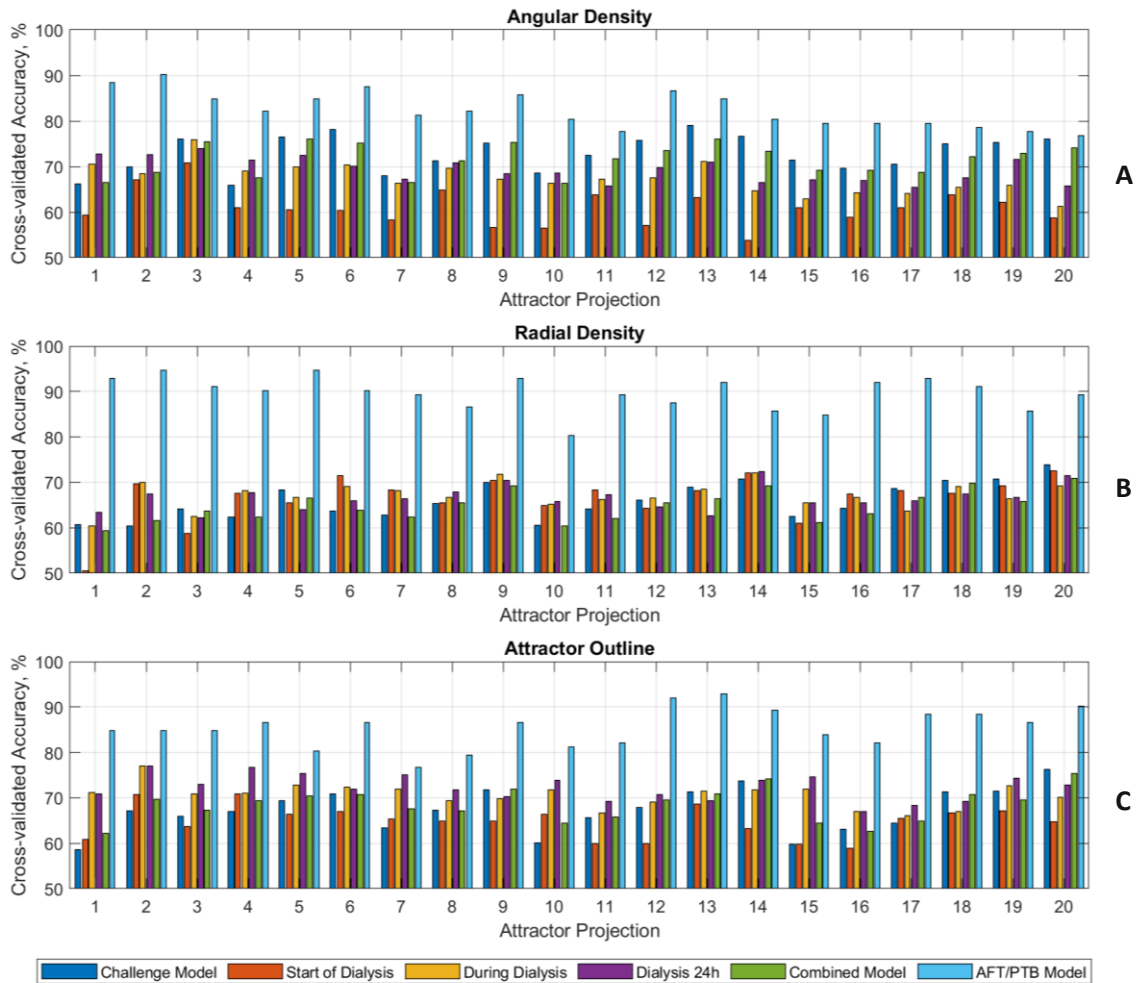 Angular Density
Cross-validated Accuracy, %
100
90
80
70
60
50
1 2 3 4 5 6 7 8 9 10 11 12 13 14 15 16 17 18 19 20
Attractor Projection
A
Radial Density
Cross-validated Accuracy, %
100
90
80
70
60
50
1 2 3 4 5 6 7 8 9 10 11 12 13 14 15 16 17 18 19 20
Attractor Projection
B
Attractor Outline
Cross-validated Accuracy, %
100
90
80
70
60
50
1 2 3 4 5 6 7 8 9 10 11 12 13 14 15 16 17 18 19 20
Attractor Projection
C
Challenge Model Start of Dialysis During Dialysis Dialysis 24h Combined Model AFT/PTB Model